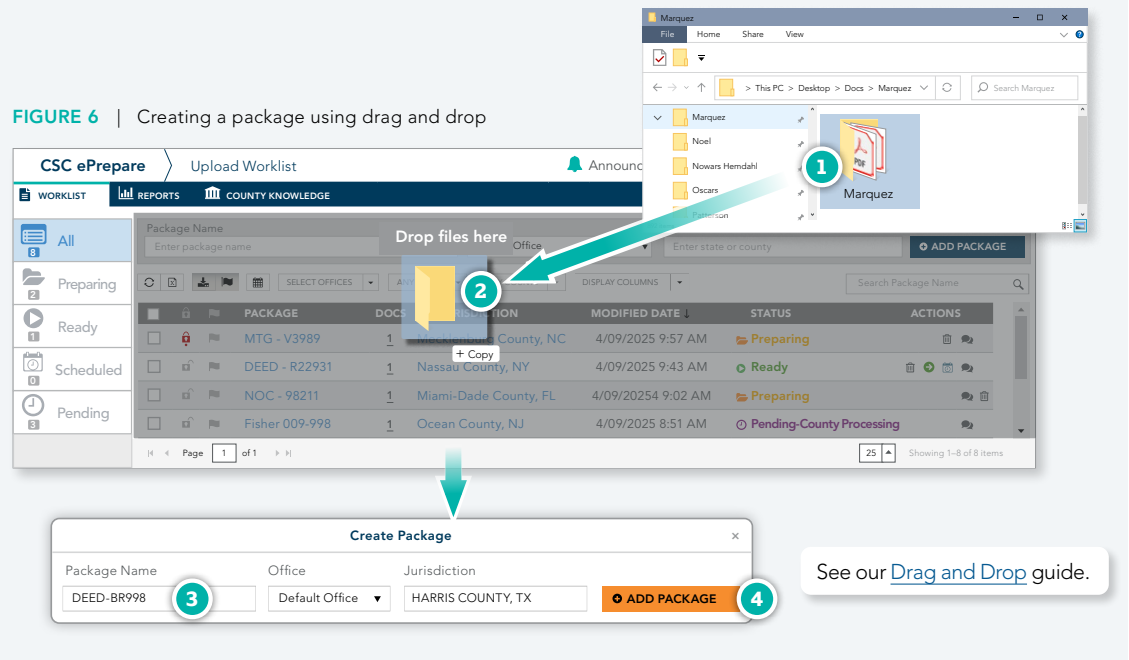 Marquez
File Home Share View
> This PC > Desktop > Docs > Marquez
Search Marquez
Marquez
Noel
Nowars Hemdahl
Oscars
Patterson
PDF
Marquez
1
FIGURE 6 | Creating a package using drag and drop
CSC ePrepare Upload Worklist Announc
WORKLIST REPORTS COUNTY KNOWLEDGE
All
8
Preparing
2
Ready
1
Scheduled
0
Pending
3
Package Name
Enter package name
Drop files here
Office
Enter state or county
ADD PACKAGE
SELECT OFFICES
DISPLAY COLUMNS
Search Package Name
2
+ Copy
PACKAGE DOCS MODIFIED DATE ↓ STATUS ACTIONS
MTG - V3989 1 Mecklenburg County, NC 4/09/2025 9:57 AM Preparing
DEED - R22931 1 Nassau County, NY 4/09/2025 9:43 AM Ready
NOC - 98211 1 Miami-Dade County, FL 4/09/20254 9:02 AM Preparing
Fisher 009-998 1 Ocean County, NJ 4/09/2025 8:51 AM Pending-County Processing
Page 1 of 1
25 Showing 1–8 of 8 items
Create Package ×
Package Name Office Jurisdiction
DEED-BR998 3 Default Office HARRIS COUNTY, TX ADD PACKAGE 4
See our Drag and Drop guide.